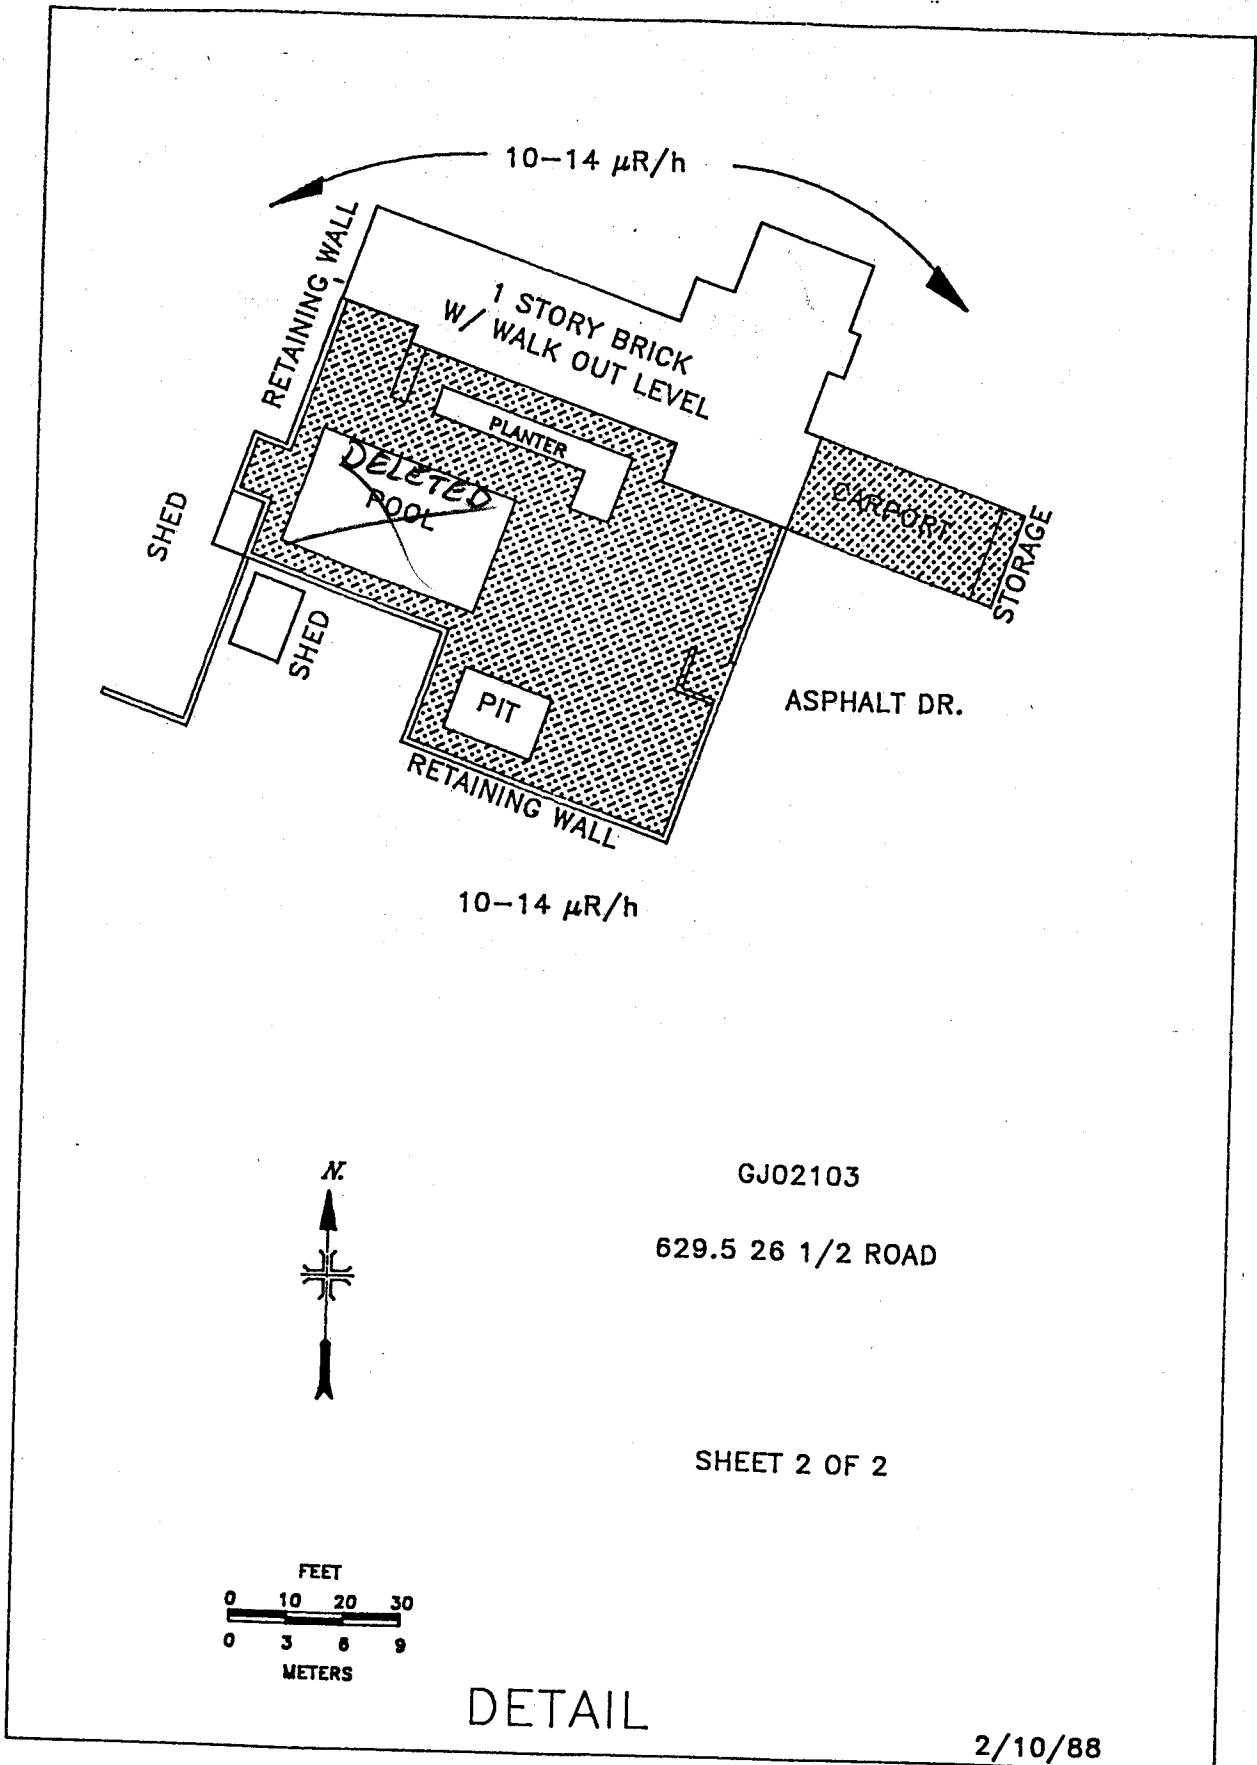 10-14 μR/h
RETAINING WALL
1 STORY BRICK
W/ WALK OUT LEVEL
PLANTER
DELETED
POOL
CARPORT
STORAGE
SHED
SHED
PIT
ASPHALT DR.
RETAINING WALL
10-14 μR/h
N.
GJ02103
629.5 26 1/2 ROAD
SHEET 2 OF 2
FEET
0 10 20 30
0 3 6 9
METERS
DETAIL
2/10/88